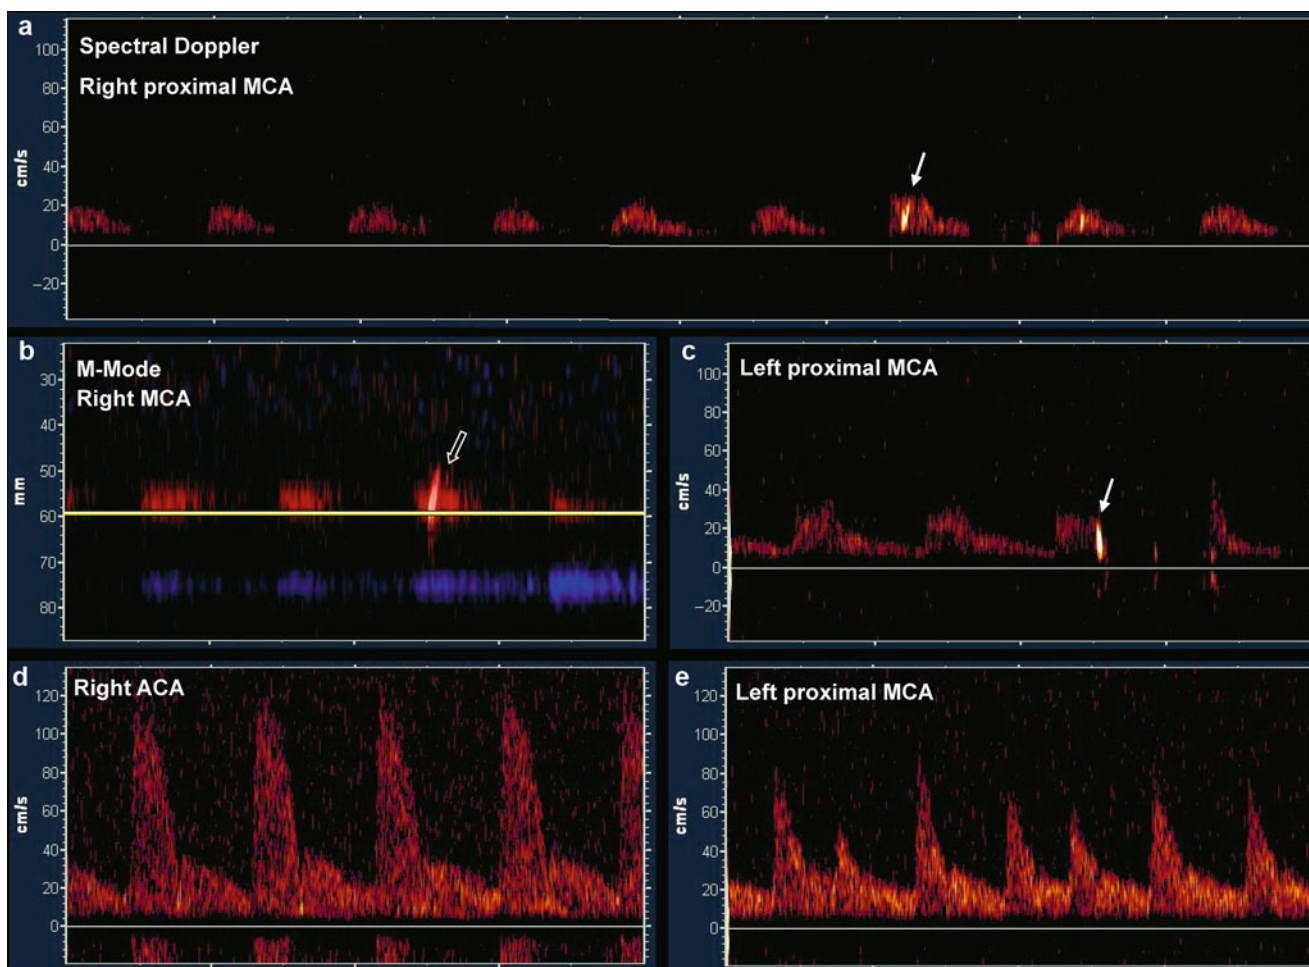 a
Spectral Doppler
Right proximal MCA
100
80
60
40
20
0
−20
cm/s
b
M-Mode
Right MCA
30
40
50
60
70
80
mm
c
Left proximal MCA
100
80
60
40
20
0
−20
cm/s
d
Right ACA
120
100
80
60
40
20
0
cm/s
e
Left proximal MCA
120
100
80
60
40
20
0
cm/s